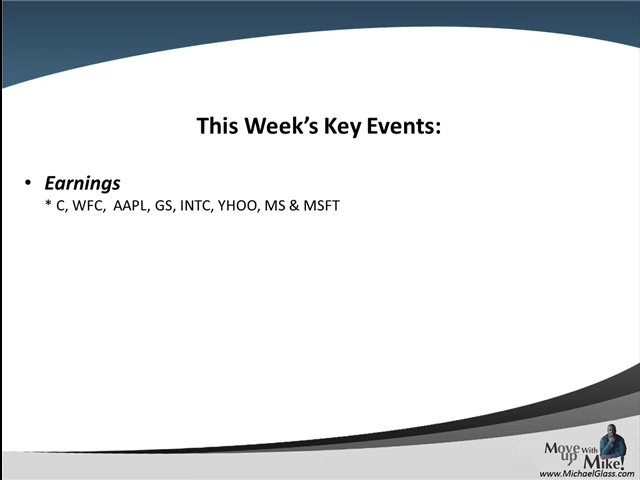 This Week's Key Events:
• Earnings
* C, WFC, AAPL, GS, INTC, YHOO, MS & MSFT
Move up With Mike!
www.MichaelGlass.com